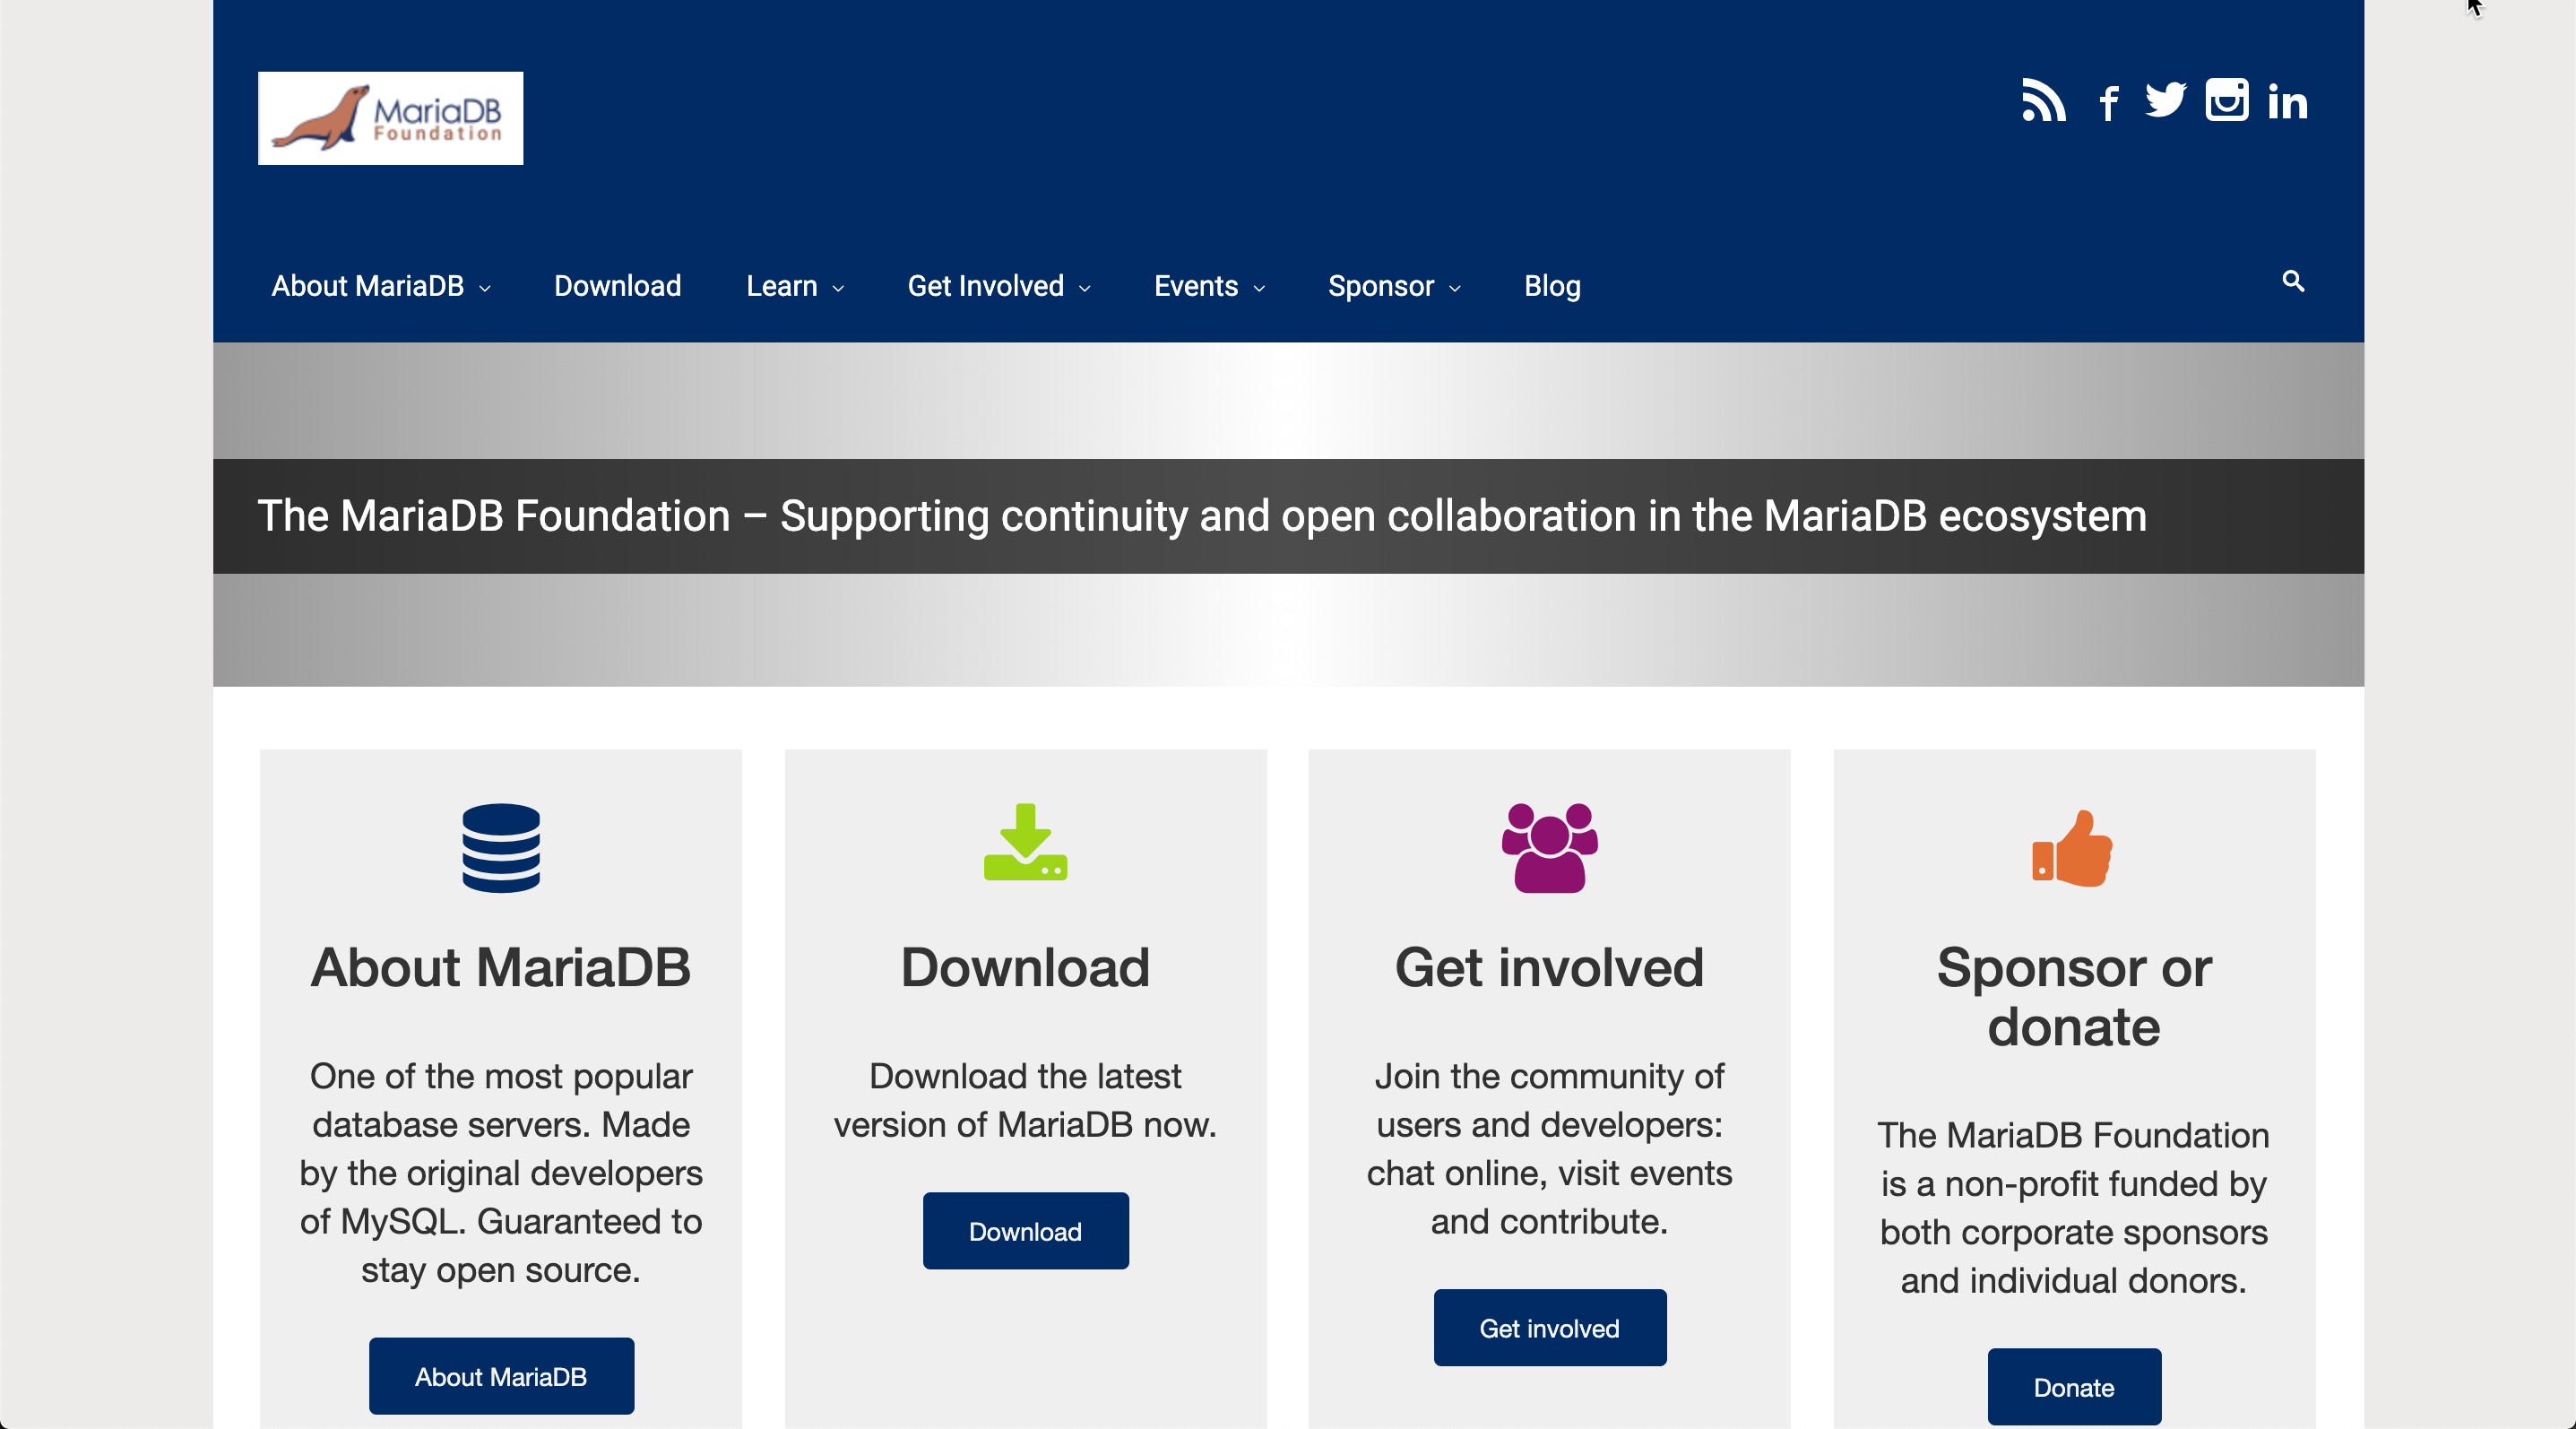 MariaDB
Foundation
About MariaDB
Download
Learn
Get Involved
Events
Sponsor
Blog
The MariaDB Foundation – Supporting continuity and open collaboration in the MariaDB ecosystem
About MariaDB
One of the most popular
database servers. Made
by the original developers
of MySQL. Guaranteed to
stay open source.
About MariaDB
Download
Download the latest
version of MariaDB now.
Download
Get involved
Join the community of
users and developers:
chat online, visit events
and contribute.
Get involved
Sponsor or
donate
The MariaDB Foundation
is a non-profit funded by
both corporate sponsors
and individual donors.
Donate